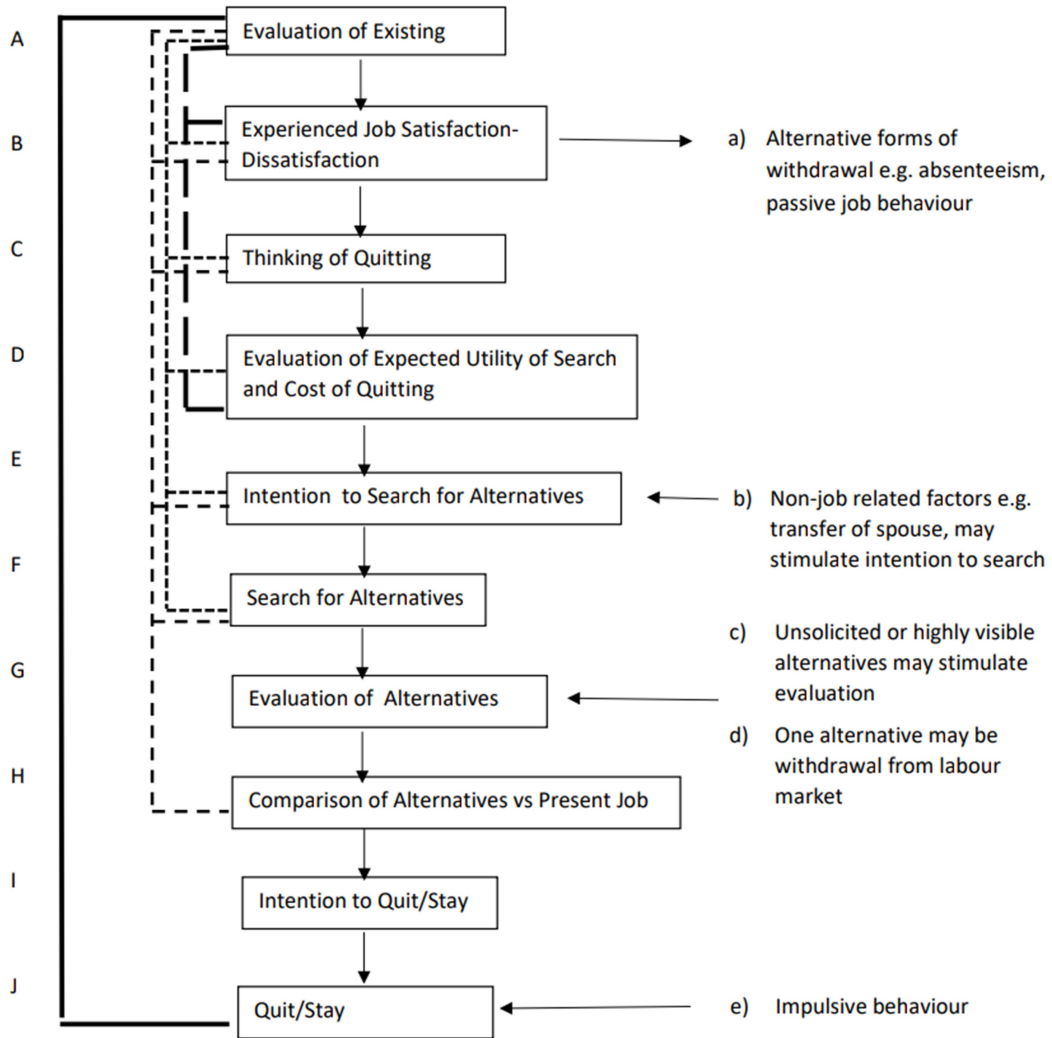 A
Evaluation of Existing
B
Experienced Job Satisfaction-
Dissatisfaction
a) Alternative forms of
withdrawal e.g. absenteeism,
passive job behaviour
C
Thinking of Quitting
D
Evaluation of Expected Utility of Search
and Cost of Quitting
E
Intention to Search for Alternatives
b) Non-job related factors e.g.
transfer of spouse, may
stimulate intention to search
F
Search for Alternatives
c) Unsolicited or highly visible
alternatives may stimulate
evaluation
G
Evaluation of Alternatives
d) One alternative may be
withdrawal from labour
market
H
Comparison of Alternatives vs Present Job
I
Intention to Quit/Stay
J
Quit/Stay
e) Impulsive behaviour